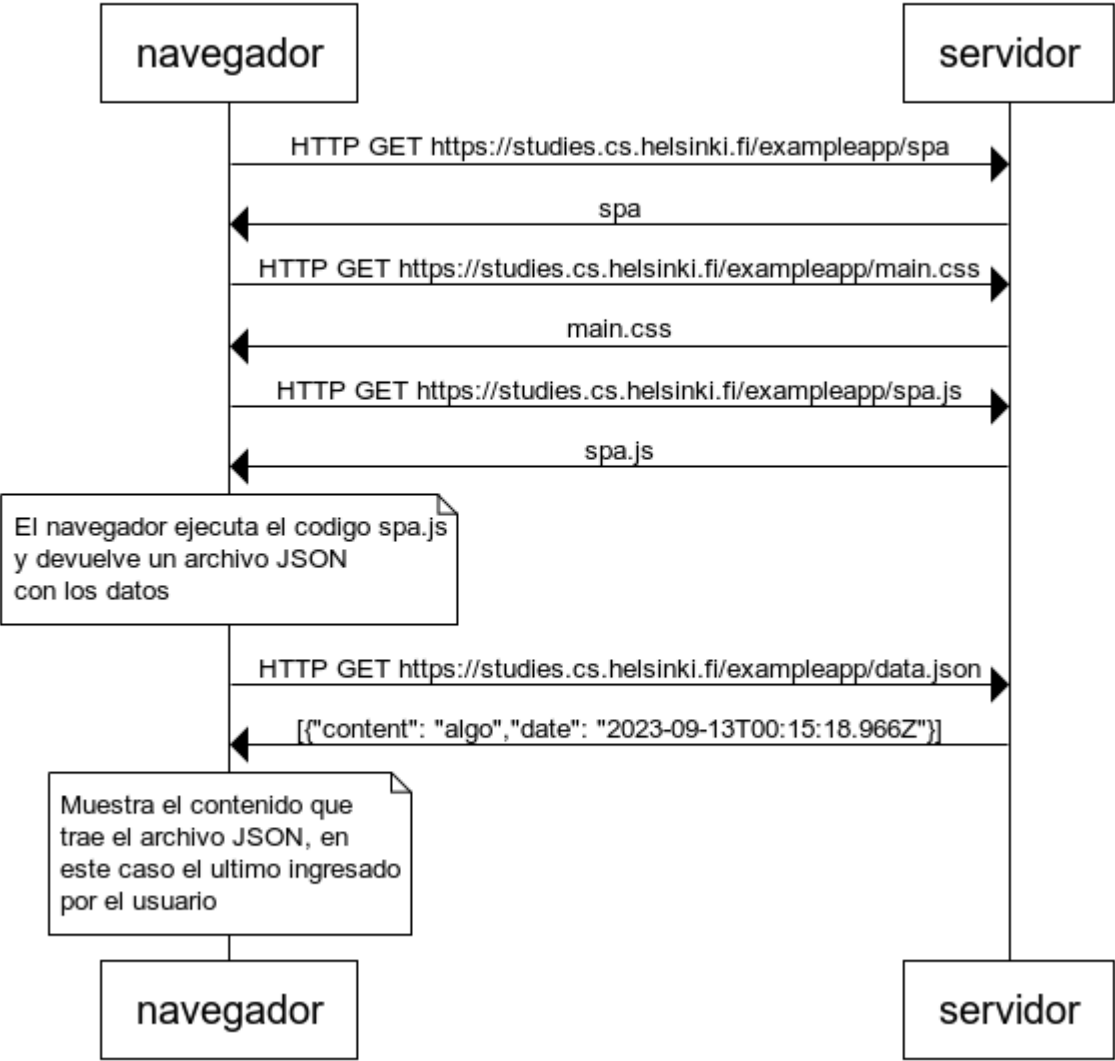 navegador
servidor
HTTP GET https://studies.cs.helsinki.fi/exampleapp/spa
spa
HTTP GET https://studies.cs.helsinki.fi/exampleapp/main.css
main.css
HTTP GET https://studies.cs.helsinki.fi/exampleapp/spa.js
spa.js
El navegador ejecuta el codigo spa.js
y devuelve un archivo JSON
con los datos
HTTP GET https://studies.cs.helsinki.fi/exampleapp/data.json
[{"content": "algo","date": "2023-09-13T00:15:18.966Z"}]
Muestra el contenido que
trae el archivo JSON, en
este caso el ultimo ingresado
por el usuario
navegador
servidor